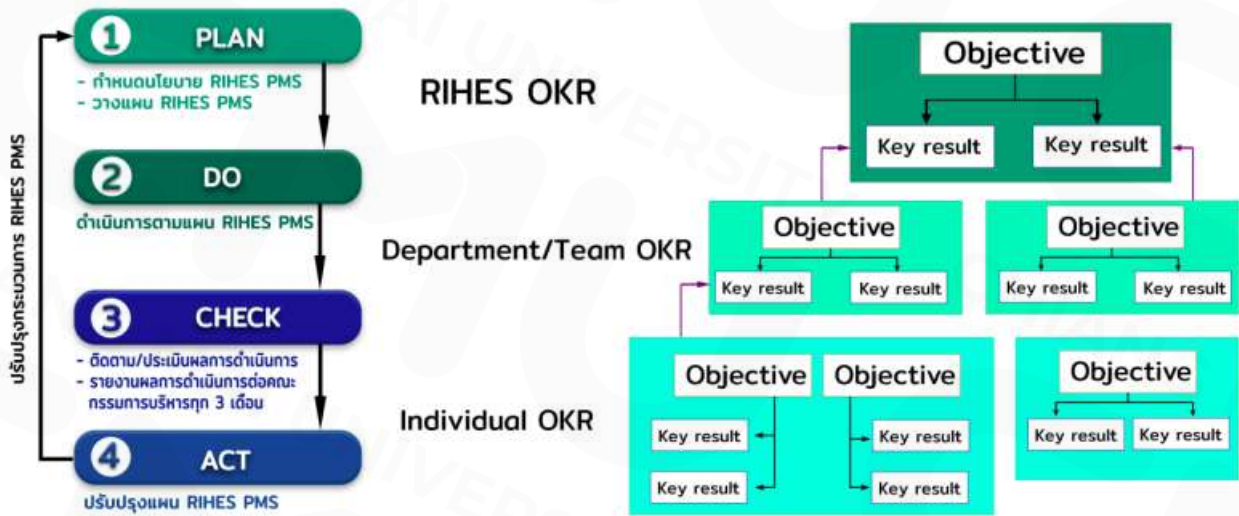 1 PLAN
- กำหนดนโยบาย RIHES PMS
- วางแผน RIHES PMS
2 DO
ดำเนินการตามแผน RIHES PMS
3 CHECK
- ติดตาม/ประเมินผลการดำเนินการ
- รายงานผลการดำเนินการต่อคณะ
กรรมการบริหารทุก 3 เดือน
4 ACT
ปรับปรุงแผน RIHES PMS
ปรับปรุงกระบวนการ RIHES PMS
RIHES OKR
Objective
Key result
Key result
Department/Team OKR
Objective
Key result
Key result
Objective
Key result
Key result
Individual OKR
Objective
Objective
Key result
Key result
Key result
Key result
Objective
Key result
Key result